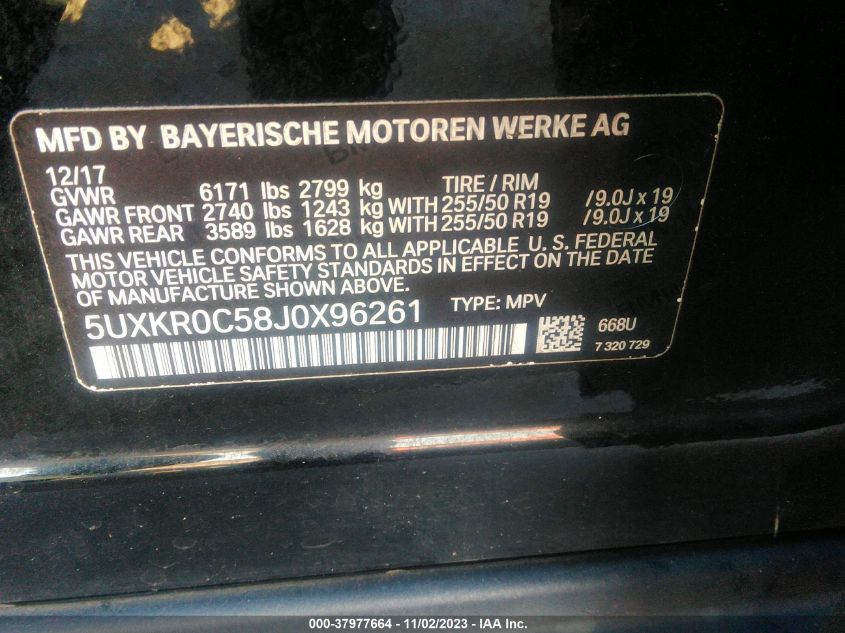 MFD BY BAYERISCHE MOTOREN WERKE AG
12/17
GVWR 6171 lbs 2799 kg TIRE / RIM
GAWR FRONT 2740 lbs 1243 kg WITH 255/50 R19 /9.0J x 19
GAWR REAR 3589 lbs 1628 kg WITH 255/50 R19 /9.0J x 19
THIS VEHICLE CONFORMS TO ALL APPLICABLE U. S. FEDERAL
MOTOR VEHICLE SAFETY STANDARDS IN EFFECT ON THE DATE
OF MANUFACTURE SHOWN ABOVE.
5UXKR0C58J0X96261 TYPE: MPV
668U
7 320 729
000-37977664 | 11/02/2023 - IAA Inc.